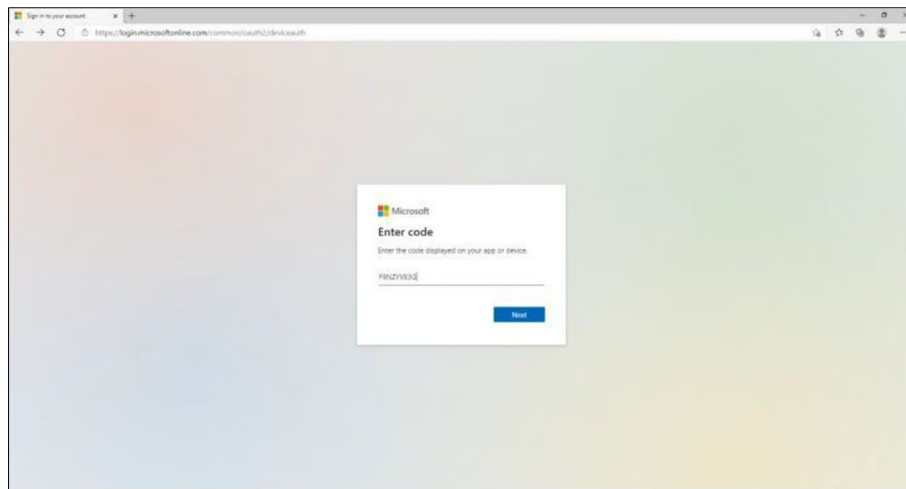 Sign in to your account
https://login.microsoftonline.com/common/oauth2/deviceauth
Microsoft
Enter code
Enter the code displayed on your app or device.
Next